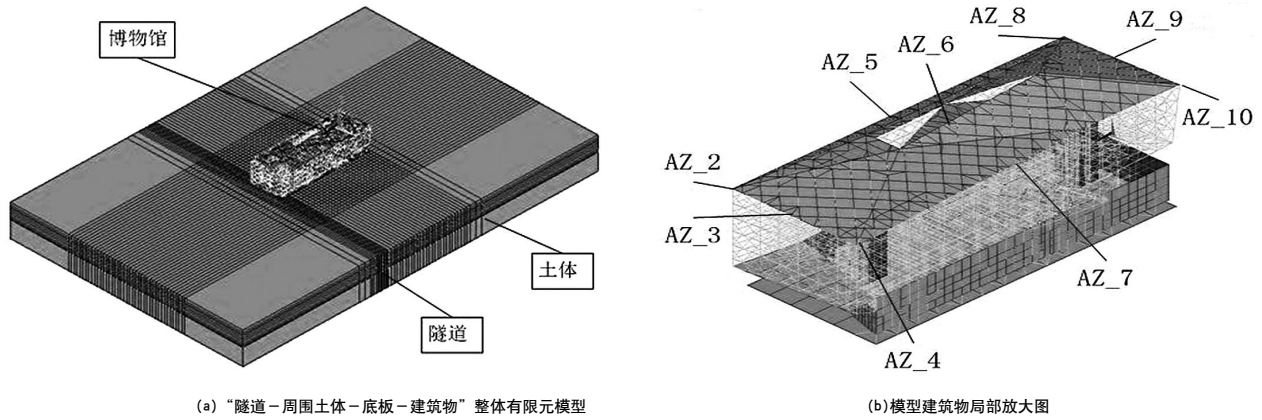 博物馆
土体
隧道
(a)“隧道－周围土体－底板－建筑物”整体有限元模型
AZ_8
AZ_9
AZ_6
AZ_5
AZ_10
AZ_2
AZ_3
AZ_7
AZ_4
(b)模型建筑物局部放大图